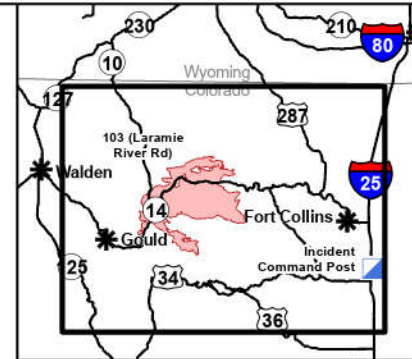 230
210
80
10
Wyoming
Colorado
127
287
103 (Laramie
River Rd)
Walden
25
14
Fort Collins
Gould
Incident
Command Post
25
34
36